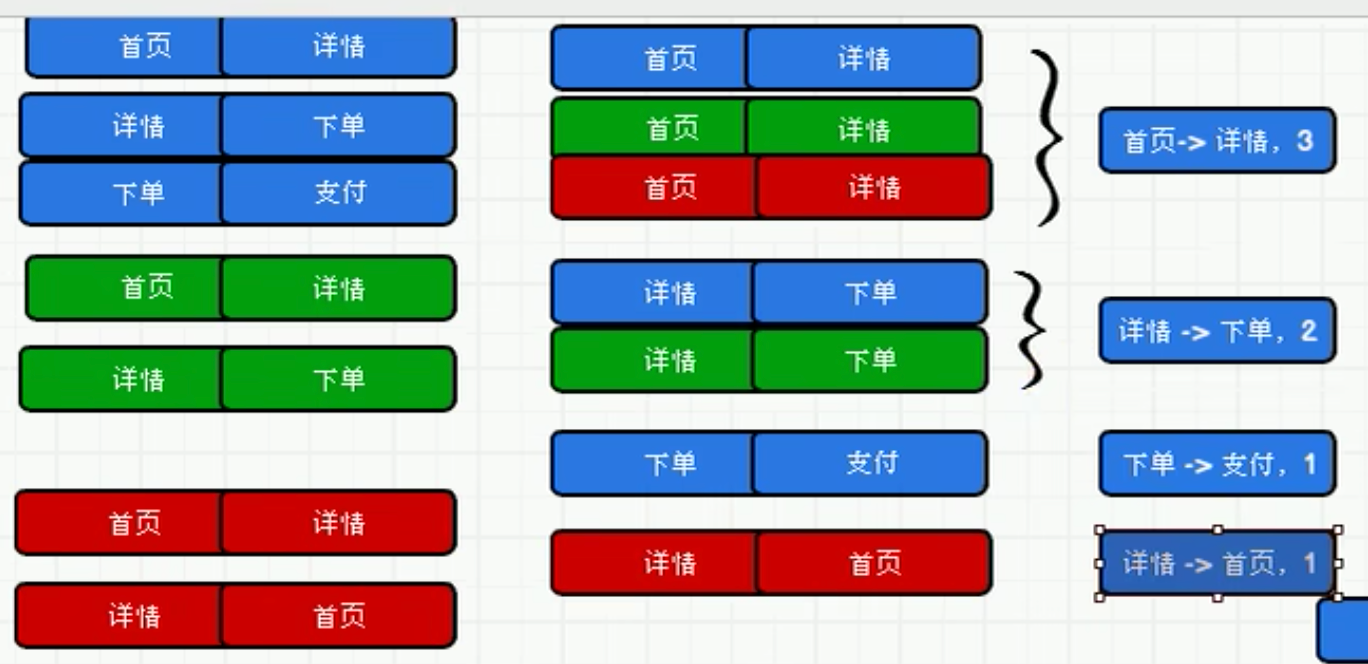 首页 详情
详情 下单
下单 支付
首页 详情
详情 下单
首页 详情
详情 首页
首页 详情
首页 详情
首页 详情
详情 下单
详情 下单
下单 支付
详情 首页
首页-> 详情，3
详情 -> 下单，2
下单 -> 支付，1
详情 -> 首页，1